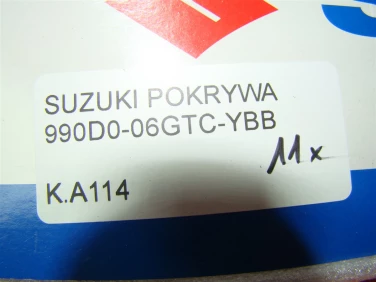 SUZUKI POKRYWA
990D0-06GTC-YBB
11x
K.A114